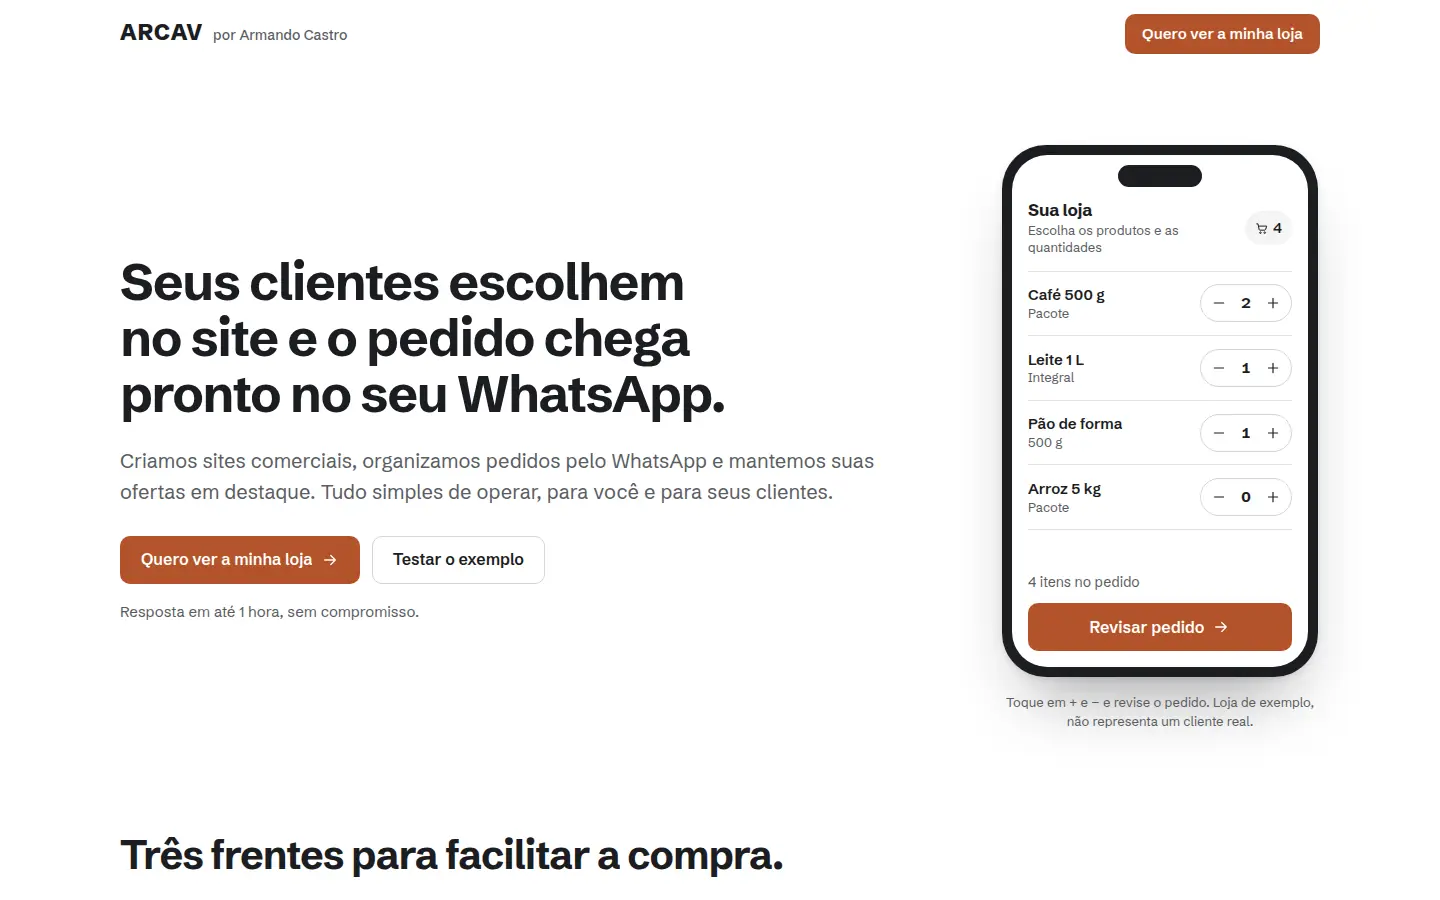 ARCAV por Armando Castro
Quero ver a minha loja
Seus clientes escolhem
no site e o pedido chega
pronto no seu WhatsApp.
Criamos sites comerciais, organizamos pedidos pelo WhatsApp e mantemos suas
ofertas em destaque. Tudo simples de operar, para você e para seus clientes.
Quero ver a minha loja →
Testar o exemplo
Resposta em até 1 hora, sem compromisso.
Sua loja
Escolha os produtos e as
quantidades
4
Café 500 g
Pacote
− 2 +
Leite 1 L
Integral
− 1 +
Pão de forma
500 g
− 1 +
Arroz 5 kg
Pacote
− 0 +
4 itens no pedido
Revisar pedido →
Toque em + e − e revise o pedido. Loja de exemplo,
não representa um cliente real.
Três frentes para facilitar a compra.